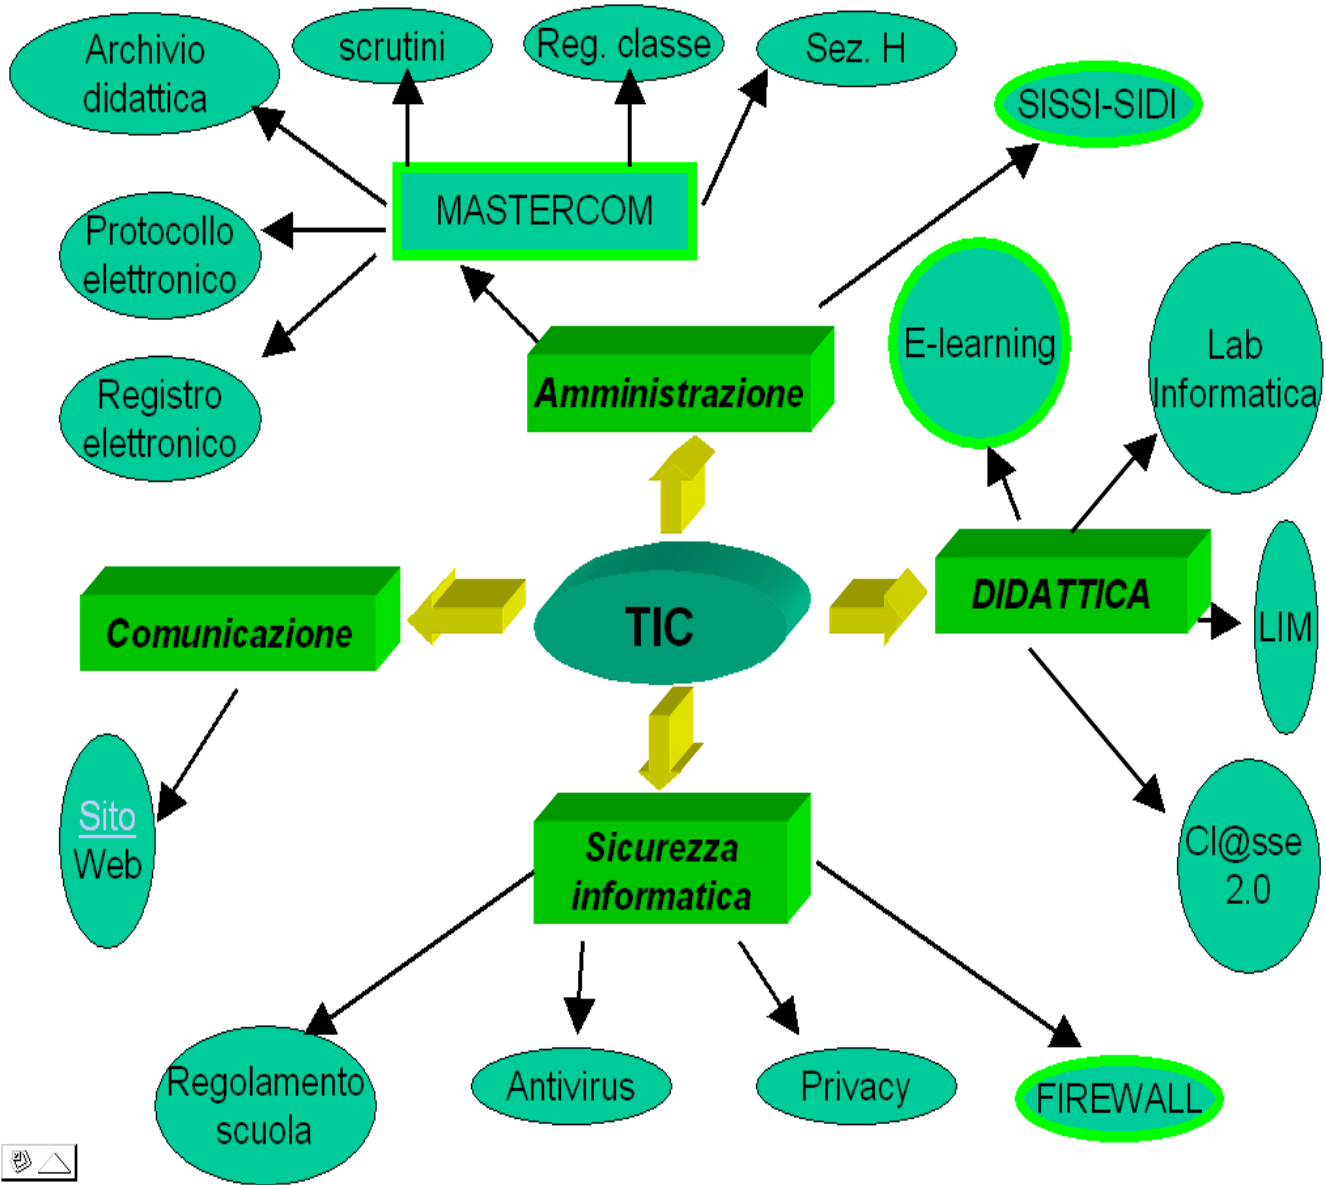 Archivio
didattica
scrutini
Reg. classe
Sez. H
SISSI-SIDI
MASTERCOM
Protocollo
elettronico
Registro
elettronico
Amministrazione
E-learning
Lab
Informatica
Comunicazione
TIC
DIDATTICA
LIM
Sito
Web
Sicurezza
informatica
Cl@sse
2.0
Regolamento
scuola
Antivirus
Privacy
FIREWALL